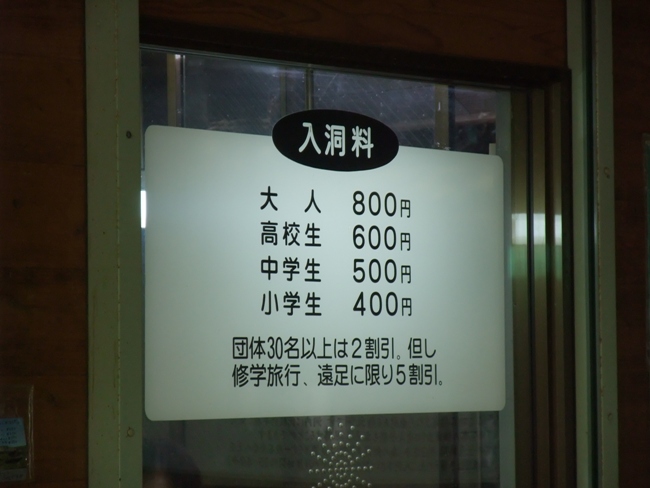 入洞料
大人 800円
高校生 600円
中学生 500円
小学生 400円
団体30名以上は2割引。但し
修学旅行、遠足に限り5割引。